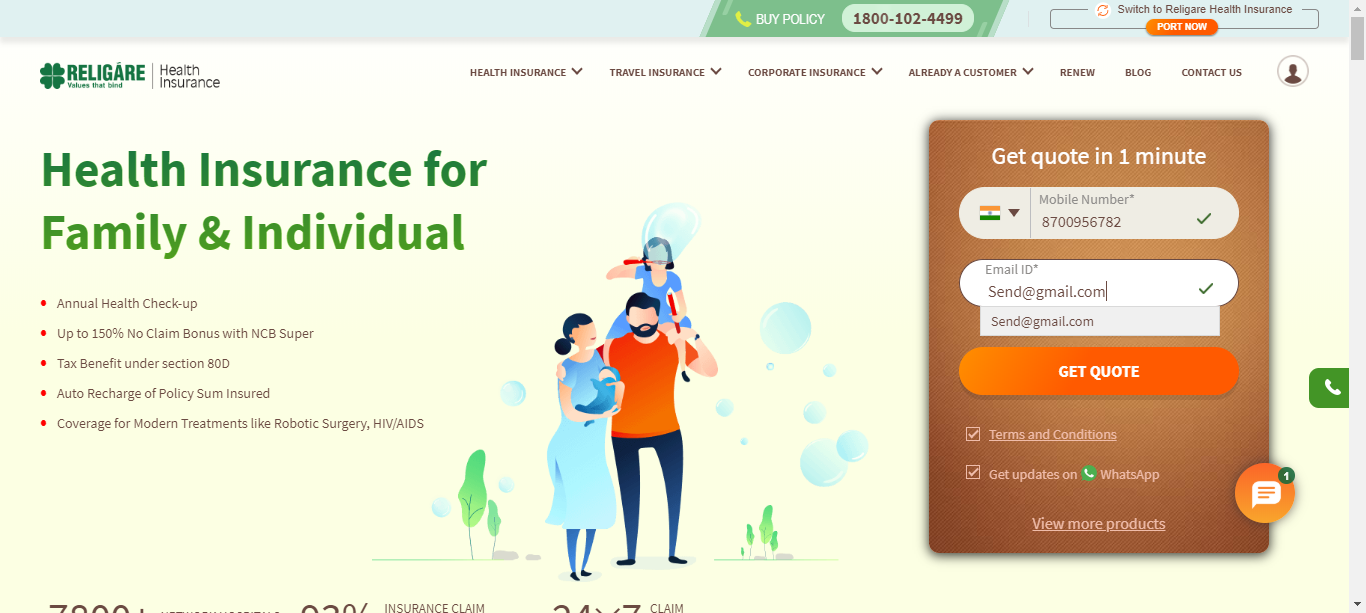 BUY POLICY 1800-102-4499
Switch to Religare Health Insurance
PORT NOW
RELIGÁRE
Values that bind
Health
Insurance
HEALTH INSURANCE TRAVEL INSURANCE CORPORATE INSURANCE ALREADY A CUSTOMER RENEW BLOG CONTACT US
Health Insurance for
Family & Individual
Annual Health Check-up
Up to 150% No Claim Bonus with NCB Super
Tax Benefit under section 80D
Auto Recharge of Policy Sum Insured
Coverage for Modern Treatments like Robotic Surgery, HIV/AIDS
Get quote in 1 minute
Mobile Number*
8700956782
Email ID*
Send@gmail.com
Send@gmail.com
GET QUOTE
Terms and Conditions
Get updates on WhatsApp
1
View more products
INSURANCE CLAIM
24x7 CLAIM